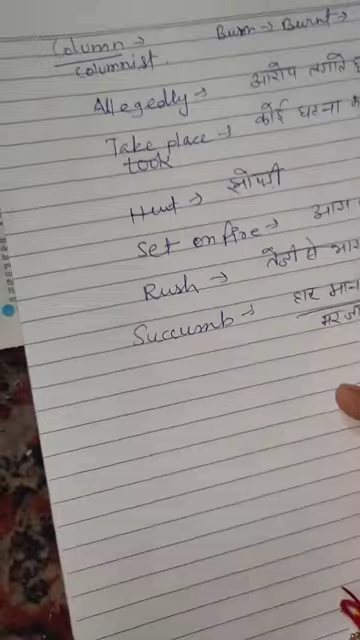 Column → Burn → Burnt →
Columnist
Allegedly → आरोप लगाते
Take place → कोई घटना
took
Hut → झोपड़ी
Set on fire → आग
Rush → तेजी से
Succumb → हार मान